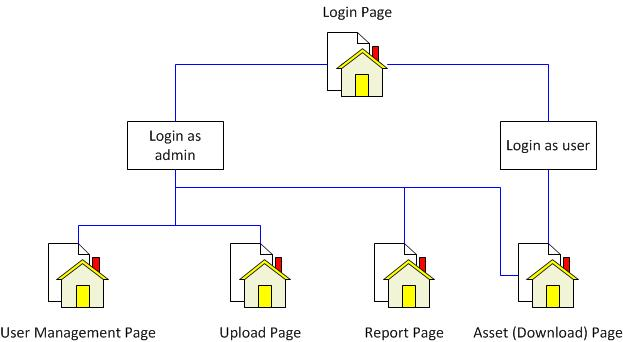 Login Page
Login as
admin
Login as user
User Management Page
Upload Page
Report Page
Asset (Download) Page